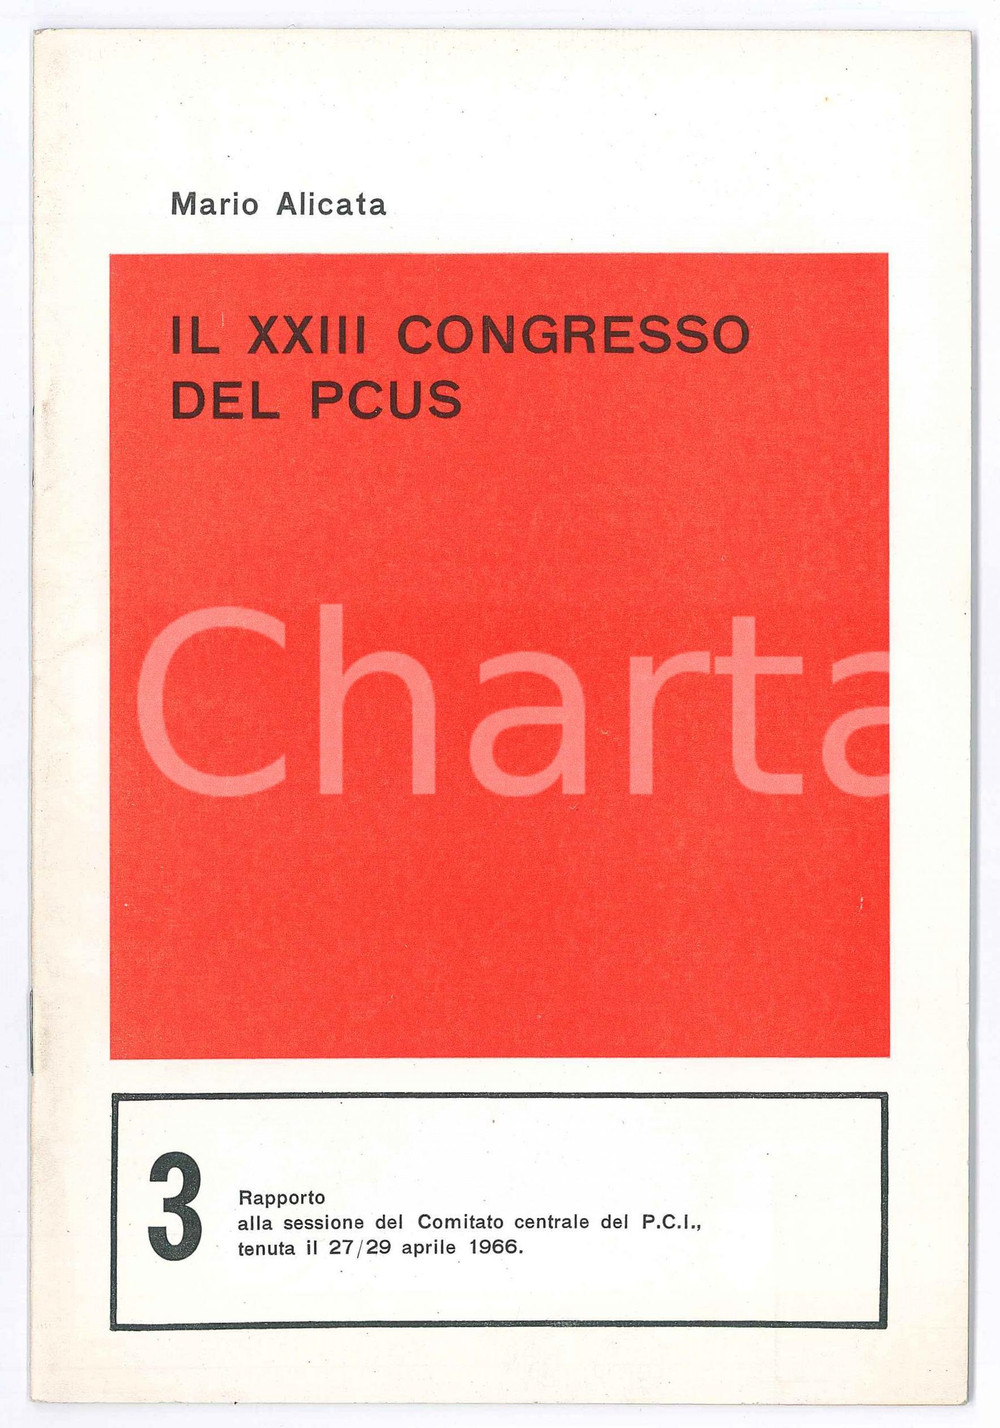 Mario Alicata
IL XXIII CONGRESSO
DEL PCUS
Charta
3
Rapporto
alla sessione del Comitato centrale del P.C.I.,
tenuta il 27/29 aprile 1966.